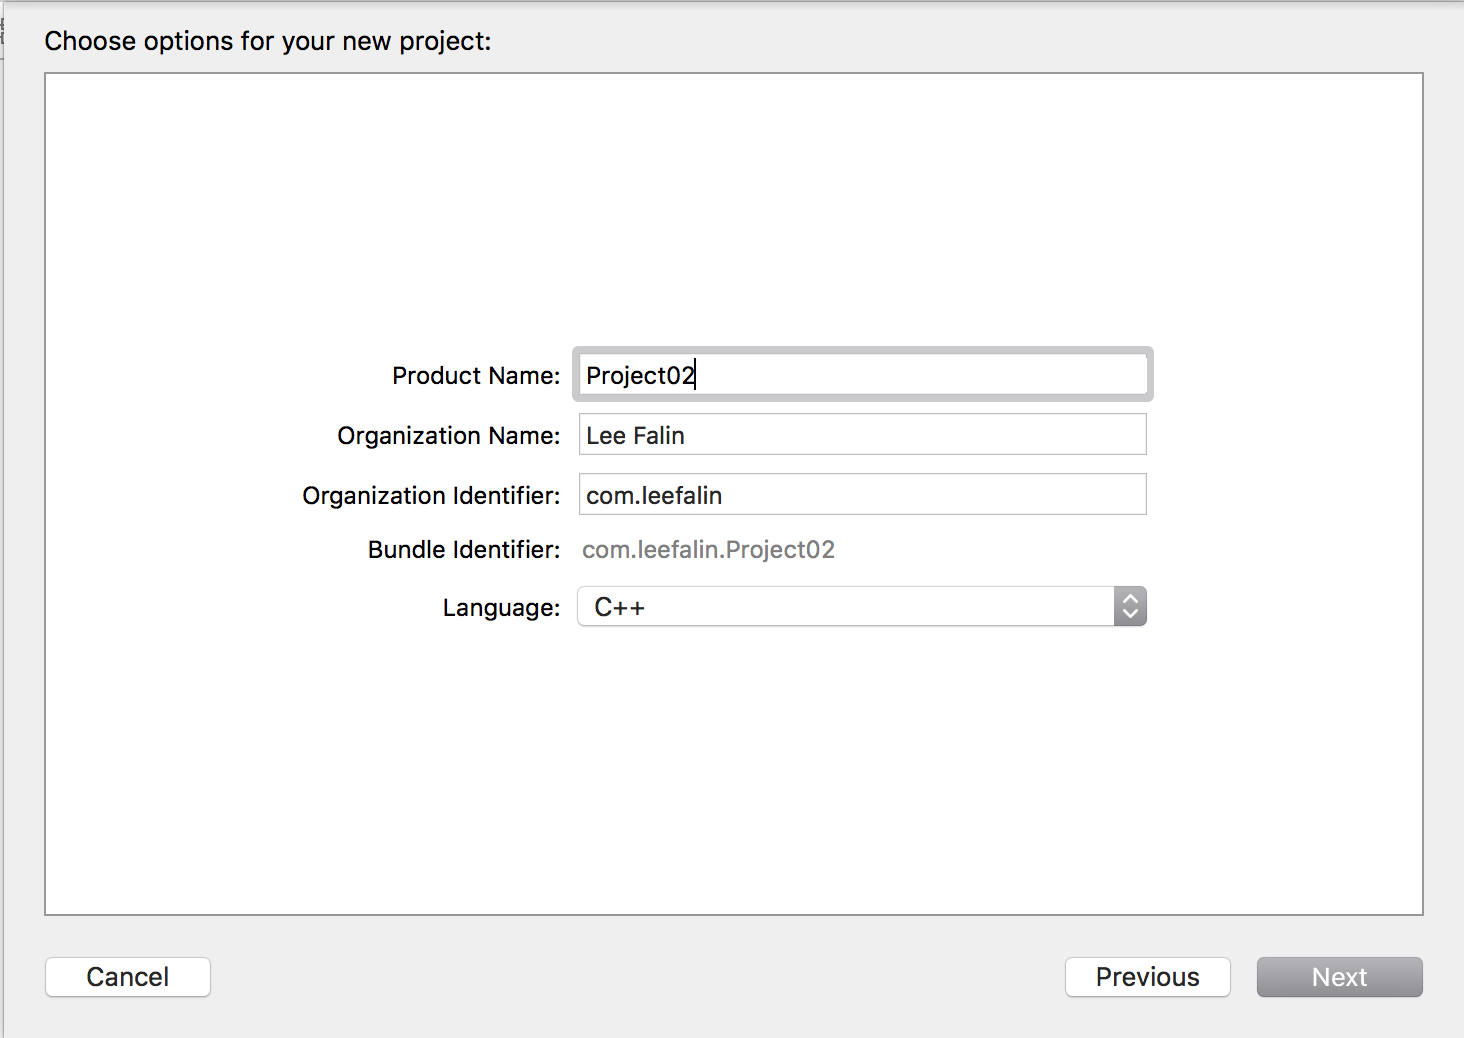 Choose options for your new project:
Product Name: Project02
Organization Name: Lee Falin
Organization Identifier: com.leefalin
Bundle Identifier: com.leefalin.Project02
Language: C++
Cancel Previous Next